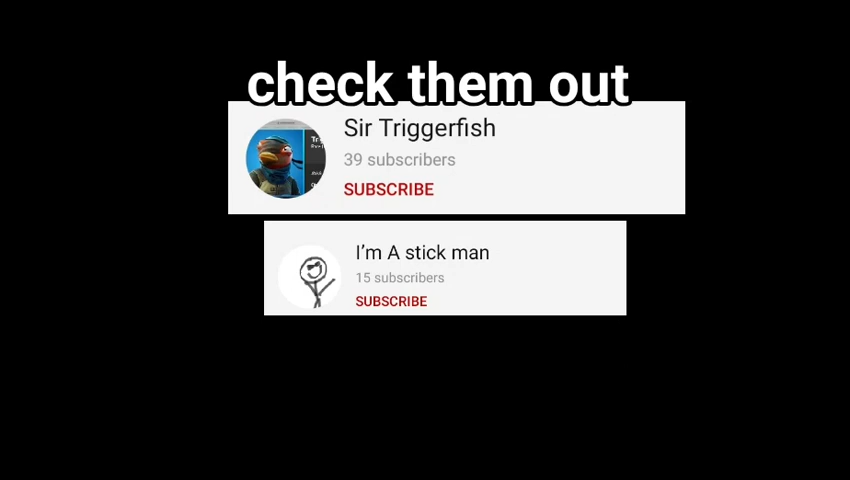 check them out
Sir Triggerfish
39 subscribers
SUBSCRIBE
I'm A stick man
15 subscribers
SUBSCRIBE